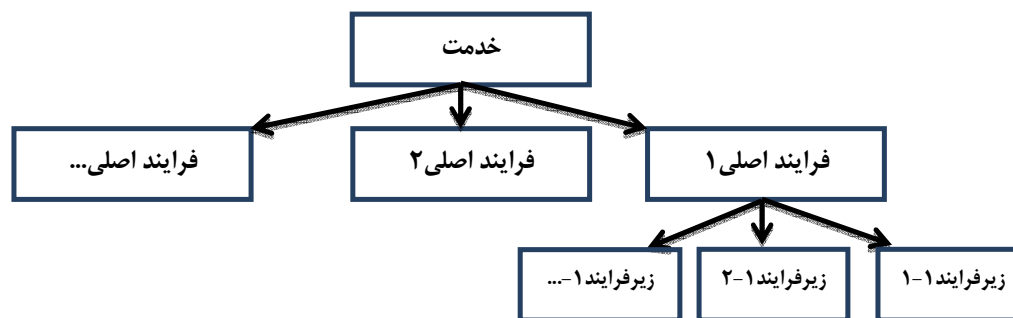 خدمت
فرایند اصلی۱
فرایند اصلی۲
فرایند اصلی...
زیرفرایند۱-۱
زیرفرایند۱-۲
زیرفرایند۱-...